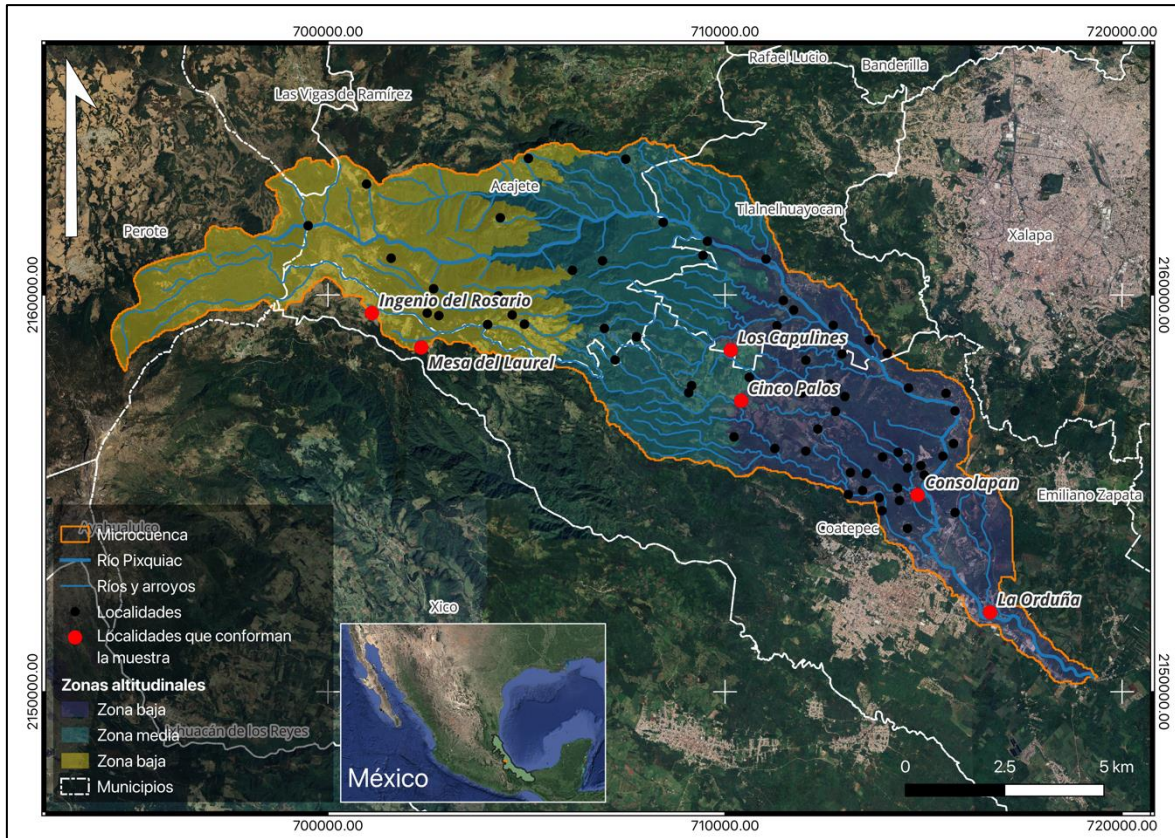 700000.00
710000.00
720000.00
Rafael Lucio
Banderilla
Las Vigas de Ramírez
Acajete
Tlalnelhuayocan
Perote
Xalapa
2160000.00
2160000.00
Ingenio del Rosario
Los Capulines
Mesa del Laurel
Cinco Palos
Consolapan
Emiliano Zapata
Coatepec
Ayahualulco
Microcuenca
Río Pixquiac
Ríos y arroyos
Localidades
Localidades que conforman
la muestra
Zonas altitudinales
Zona baja
Zona media
Zona baja
Municipios
Xico
La Orduña
Ixhuacán de los Reyes
2150000.00
2150000.00
México
0 2.5 5 km
700000.00
710000.00
720000.00